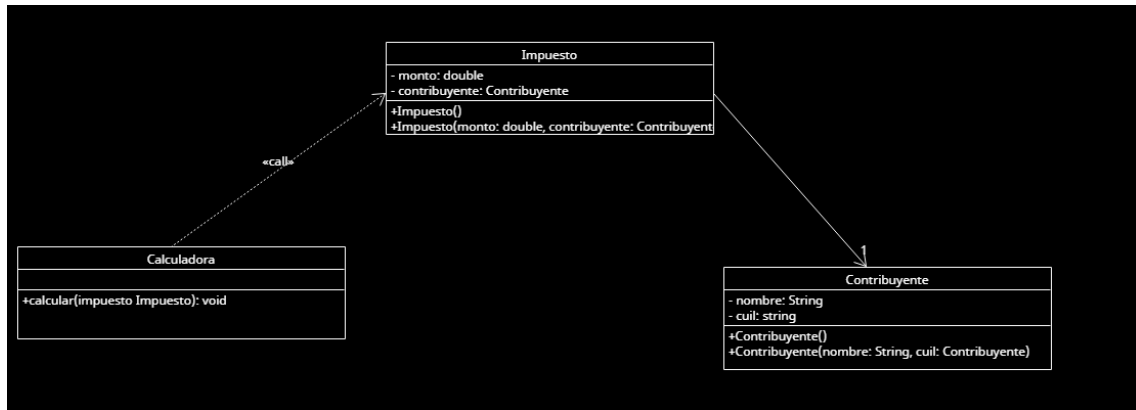 Impuesto
- monto: double
- contribuyente: Contribuyente
+Impuesto()
+Impuesto(monto: double, contribuyente: Contribuyent
«call»
Calculadora
+calcular(impuesto Impuesto): void
1
Contribuyente
- nombre: String
- cuil: string
+Contribuyente()
+Contribuyente(nombre: String, cuil: Contribuyente)